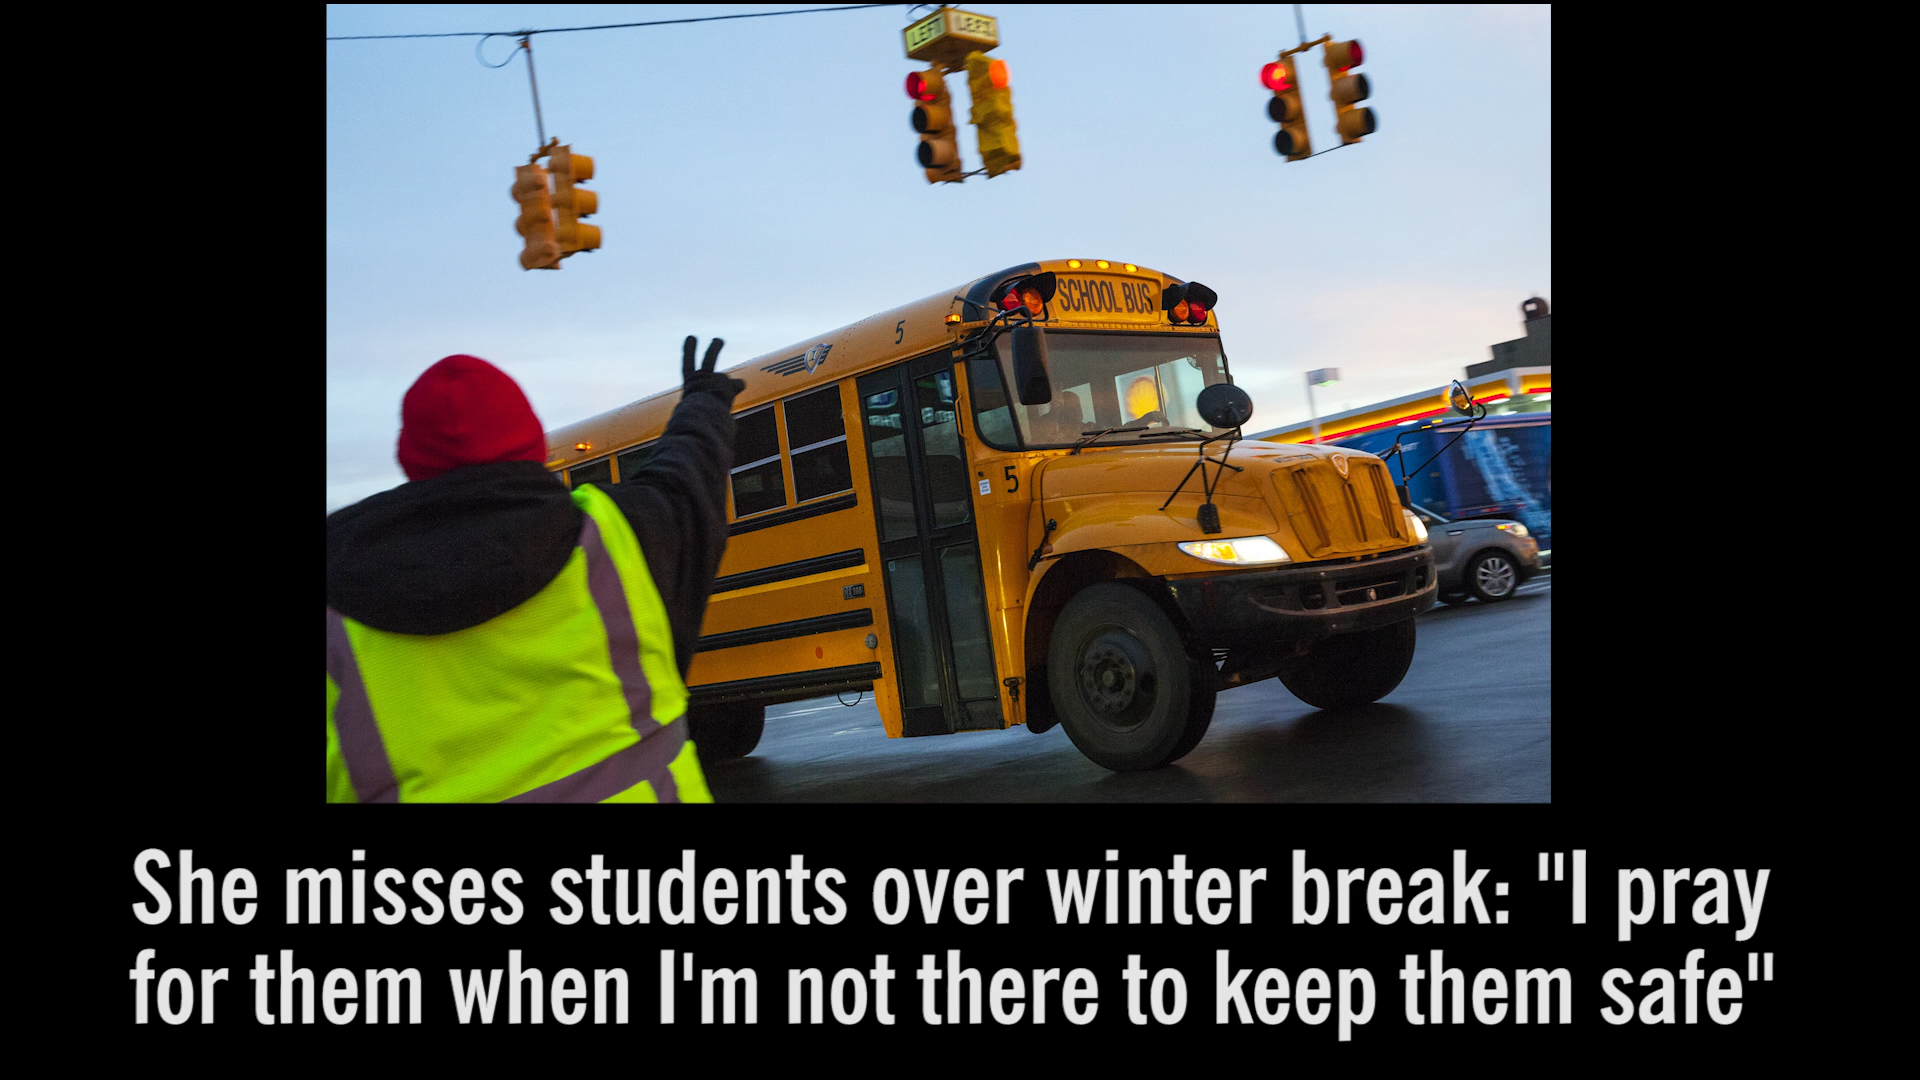 LEFT LEFT
SCHOOL BUS
5
5
She misses students over winter break: "I pray
for them when I'm not there to keep them safe"